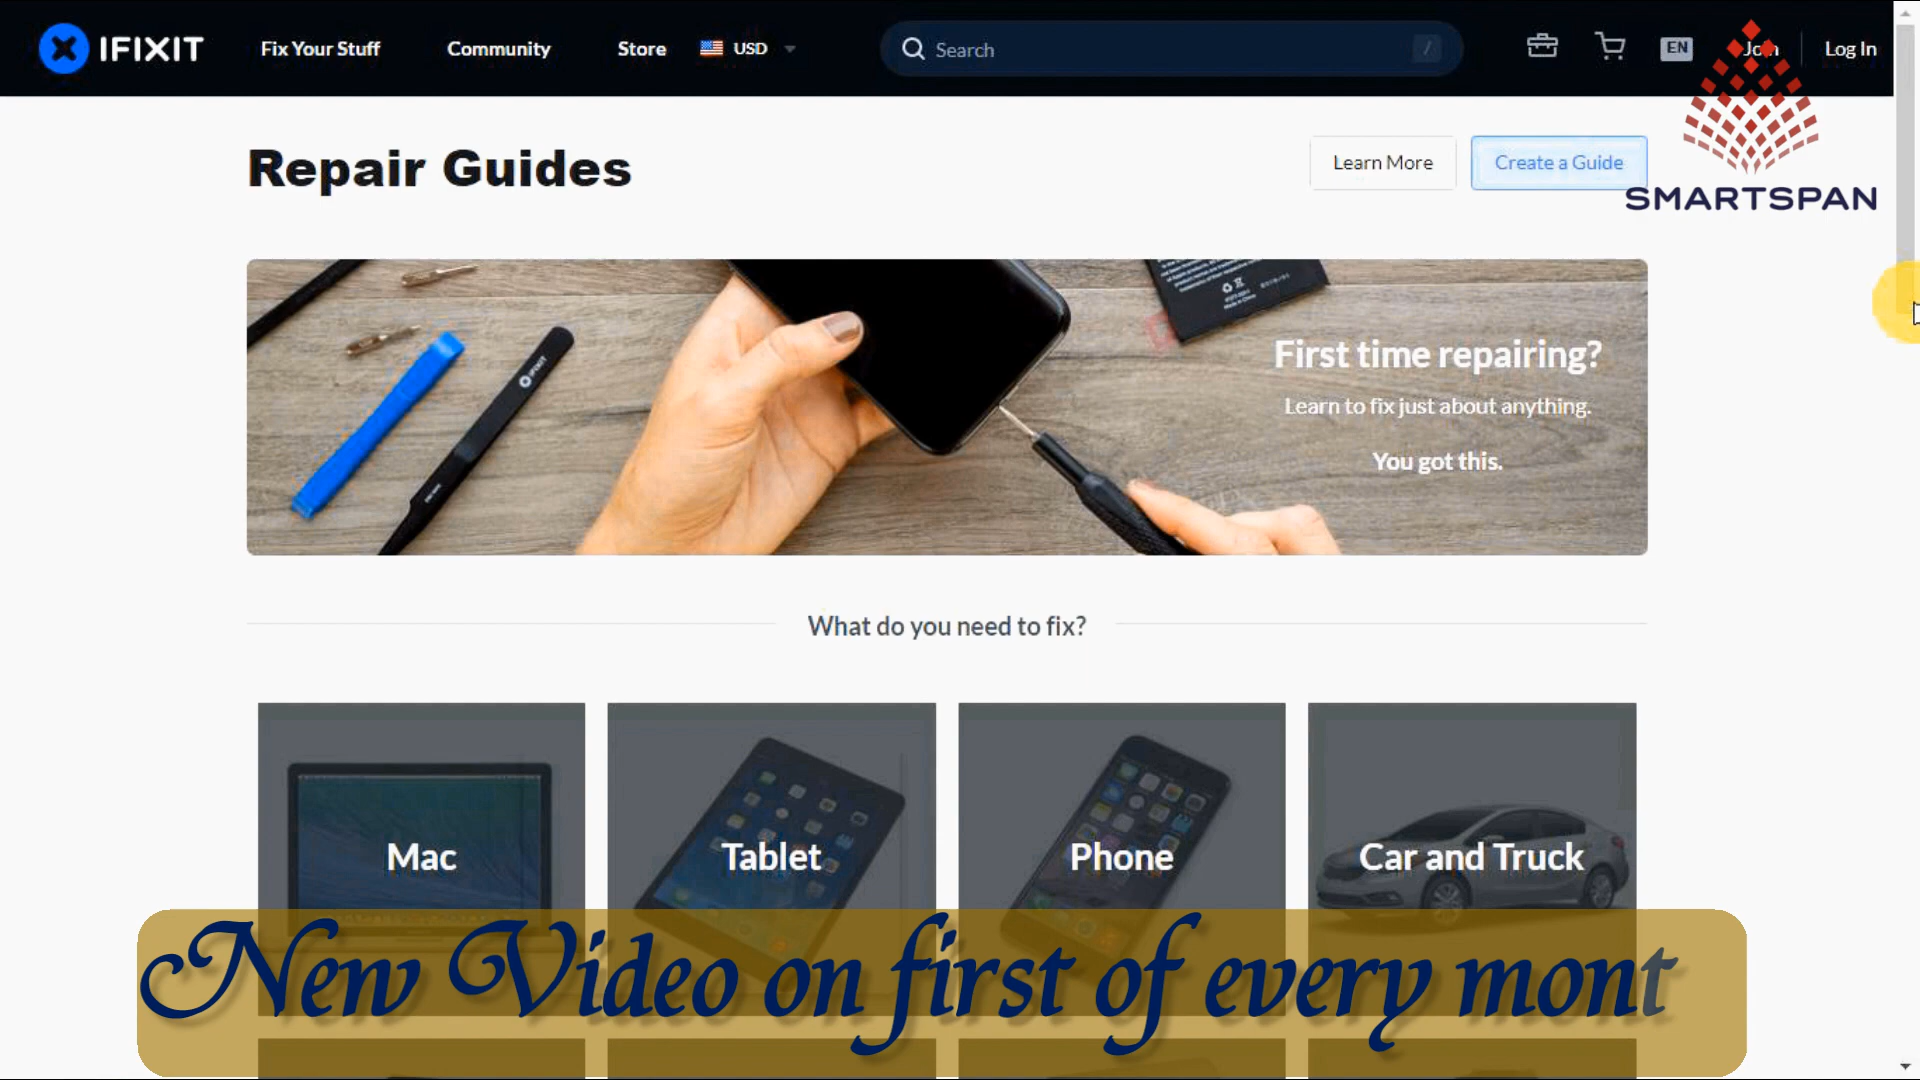 IFIXIT
Fix Your Stuff
Community
Store
USD
Search
/
EN
Join
Log In
SMARTSPAN
Repair Guides
Learn More
Create a Guide
IFIXIT
First time repairing?
Learn to fix just about anything.
You got this.
What do you need to fix?
Mac
Tablet
Phone
Car and Truck
New Video on first of every mont